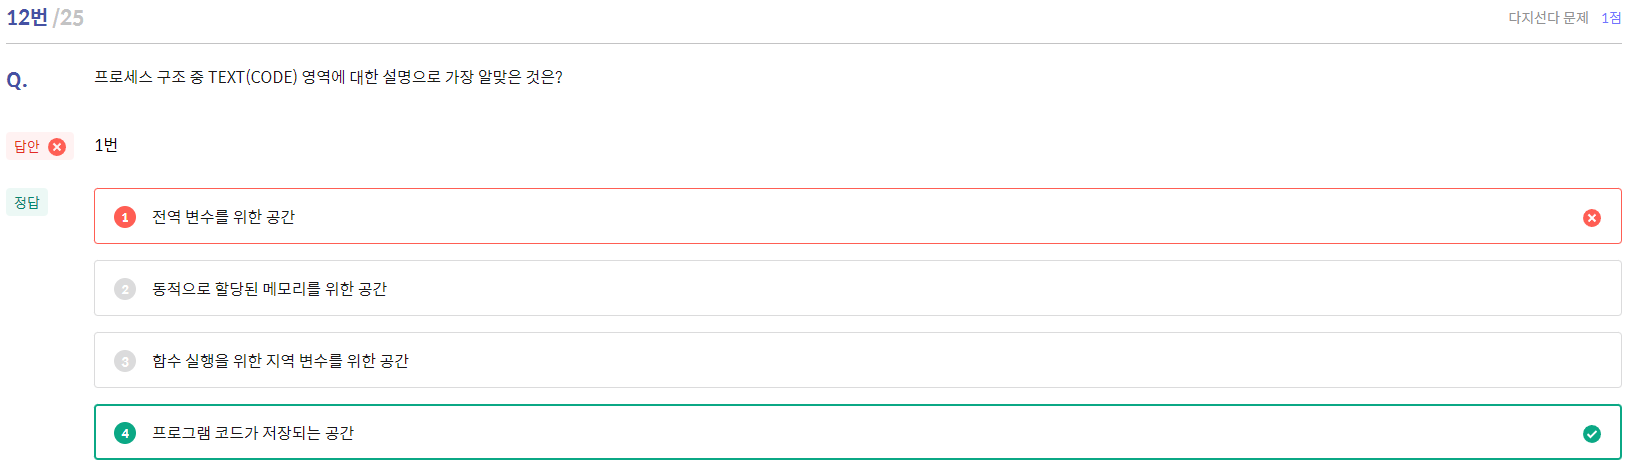 12번 /25
다지선다 문제 1점
Q. 프로세스 구조 중 TEXT(CODE) 영역에 대한 설명으로 가장 알맞은 것은?
답안 1번
정답
1 전역 변수를 위한 공간
2 동적으로 할당된 메모리를 위한 공간
3 함수 실행을 위한 지역 변수를 위한 공간
4 프로그램 코드가 저장되는 공간